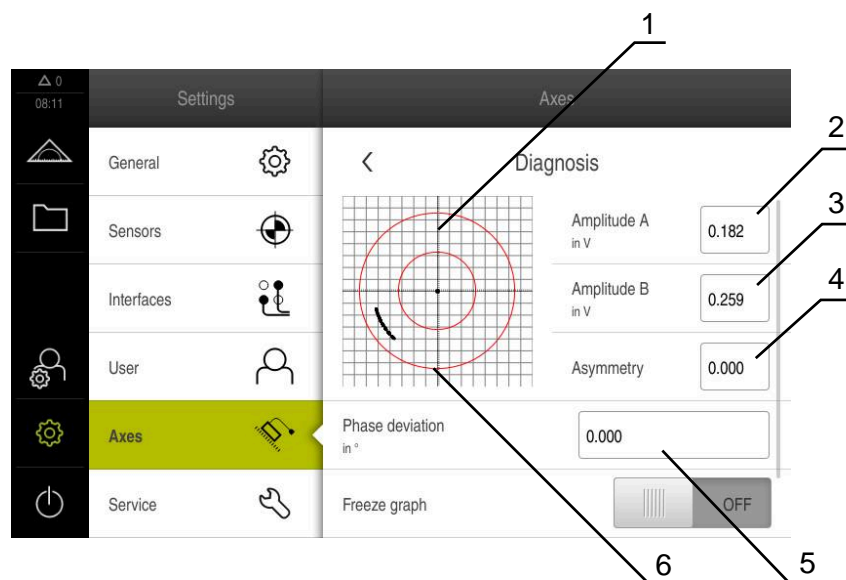 1
0
08:11
Settings
Axes
2
General
Diagnosis
3
Sensors
Amplitude A
in V
0.182
4
Interfaces
Amplitude B
in V
0.259
User
Asymmetry
0.000
Axes
Phase deviation
in °
0.000
Service
Freeze graph
OFF
6
5